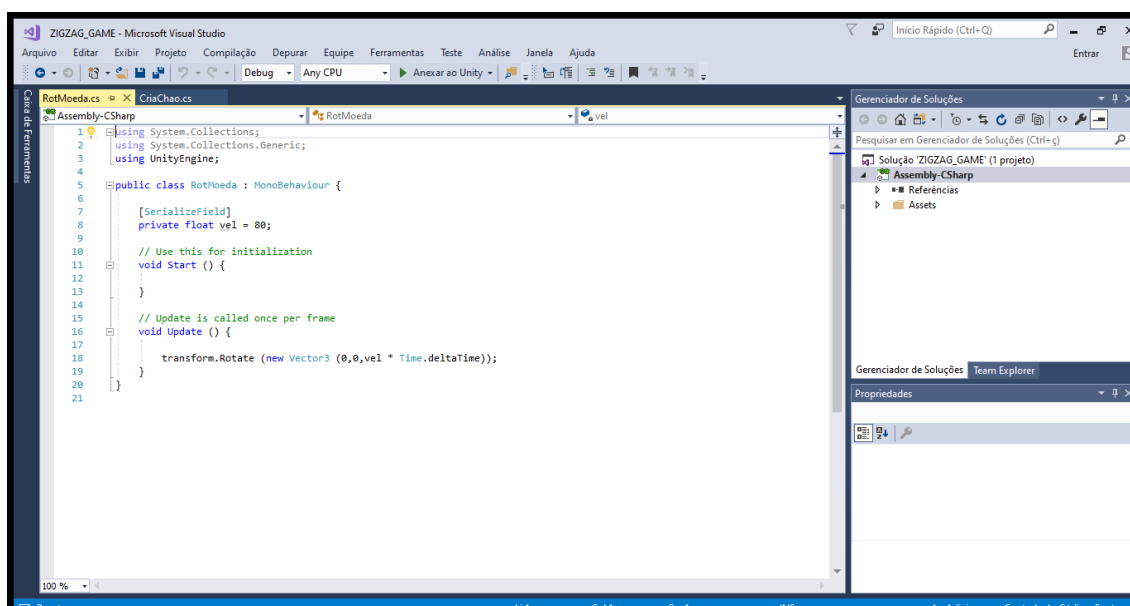 ZIGZAG_GAME - Microsoft Visual Studio
Início Rápido (Ctrl+Q)
Arquivo Editar Exibir Projeto Compilação Depurar Equipe Ferramentas Teste Análise Janela Ajuda
Entrar
Debug Any CPU Anexar ao Unity
Caixa de Ferramentas
RotMoeda.cs CriaChao.cs
Assembly-CSharp RotMoeda vel
1 using System.Collections;
2 using System.Collections.Generic;
3 using UnityEngine;
4
5 public class RotMoeda : MonoBehaviour {
6
7 [SerializeField]
8 private float vel = 80;
9
10 // Use this for initialization
11 void Start () {
12
13 }
14
15 // Update is called once per frame
16 void Update () {
17
18 transform.Rotate (new Vector3 (0,0,vel * Time.deltaTime));
19 }
20 }
21
100 %
Gerenciador de Soluções
Pesquisar em Gerenciador de Soluções (Ctrl+ç)
Solução 'ZIGZAG_GAME' (1 projeto)
Assembly-CSharp
Referências
Assets
Gerenciador de Soluções Team Explorer
Propriedades